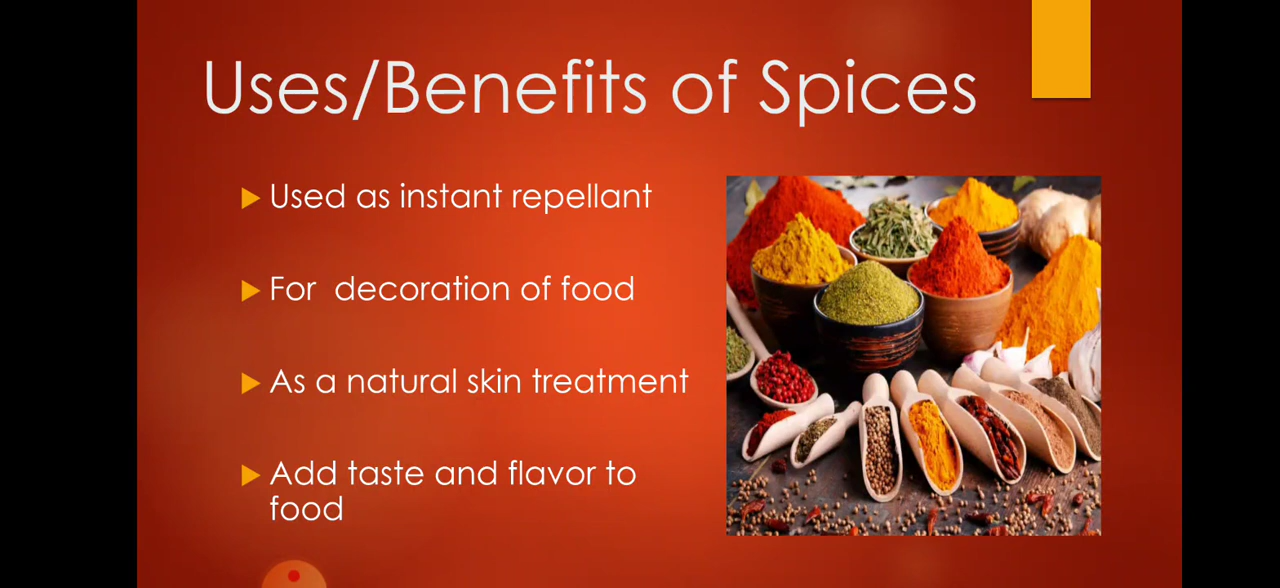 Uses/Benefits of Spices
Used as instant repellant
For  decoration of food
As a natural skin treatment
Add taste and flavor to
food